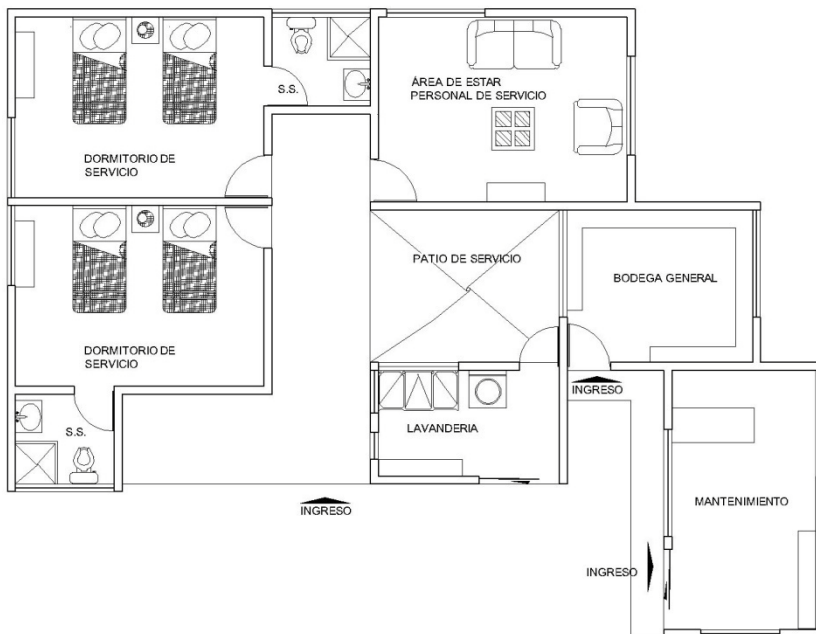 S.S.
ÁREA DE ESTAR
PERSONAL DE SERVICIO
DORMITORIO DE
SERVICIO
PATIO DE SERVICIO
BODEGA GENERAL
DORMITORIO DE
SERVICIO
INGRESO
S.S.
LAVANDERIA
MANTENIMIENTO
INGRESO
INGRESO